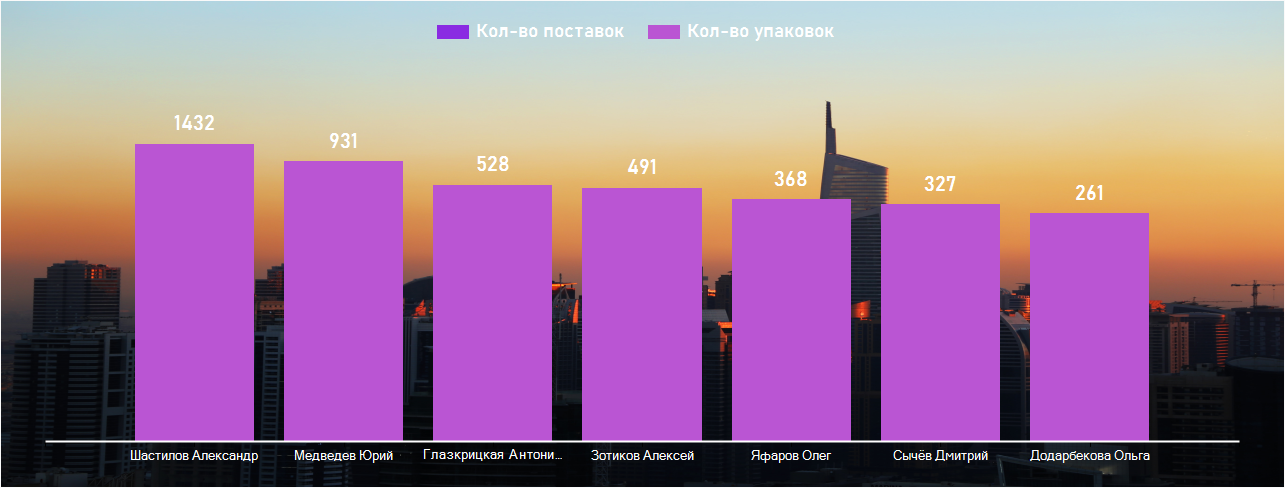 Кол-во поставок Кол-во упаковок
1432 931 528 491 368 327 261
Шастилов Александр Медведев Юрий Глазкрицкая Антони... Зотиков Алексей Яфаров Олег Сычёв Дмитрий Додарбекова Ольга